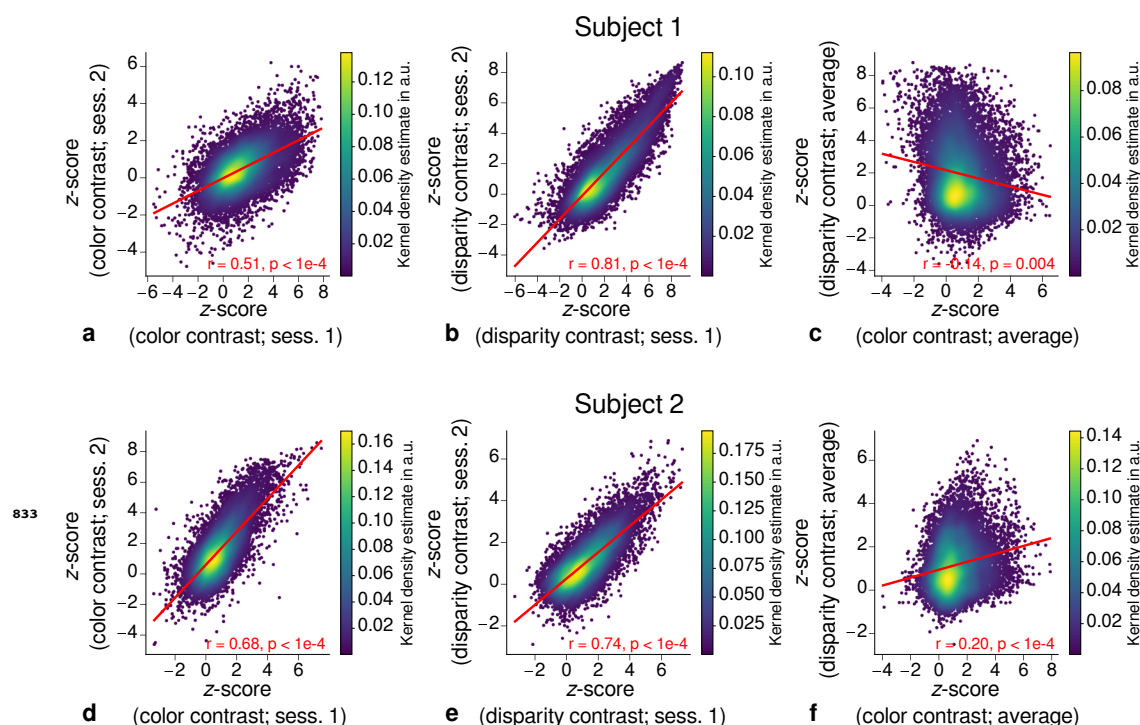 Subject 1
z-score
(color contrast; sess. 2)
6
4
2
0
−2
−4
−6 −4 −2 0 2 4 6 8
r = 0.51, p < 1e-4
0.12
0.10
0.08
0.06
0.04
0.02
Kernel density estimate in a.u.
z-score
a (color contrast; sess. 1)
z-score
(disparity contrast; sess. 2)
8
6
4
2
0
−2
−4
−6 −4 −2 0 2 4 6 8
r = 0.81, p < 1e-4
0.10
0.08
0.06
0.04
0.02
Kernel density estimate in a.u.
z-score
b (disparity contrast; sess. 1)
z-score
(disparity contrast; average)
8
6
4
2
0
−2
−4
−4 −2 0 2 4 6
r = -0.14, p = 0.004
0.08
0.06
0.04
0.02
Kernel density estimate in a.u.
z-score
c (color contrast; average)
Subject 2
833
z-score
(color contrast; sess. 2)
8
6
4
2
0
−2
−4
−2 0 2 4 6
r = 0.68, p < 1e-4
0.16
0.14
0.12
0.10
0.08
0.06
0.04
0.02
Kernel density estimate in a.u.
z-score
d (color contrast; sess. 1)
z-score
(disparity contrast; sess. 2)
6
4
2
0
−2
−2 0 2 4 6
r = 0.74, p < 1e-4
0.175
0.150
0.125
0.100
0.075
0.050
0.025
Kernel density estimate in a.u.
z-score
e (disparity contrast; sess. 1)
z-score
(disparity contrast; average)
6
4
2
0
−2
−4 −2 0 2 4 6 8
r = 0.20, p < 1e-4
0.14
0.12
0.10
0.08
0.06
0.04
0.02
Kernel density estimate in a.u.
z-score
f (color contrast; average)